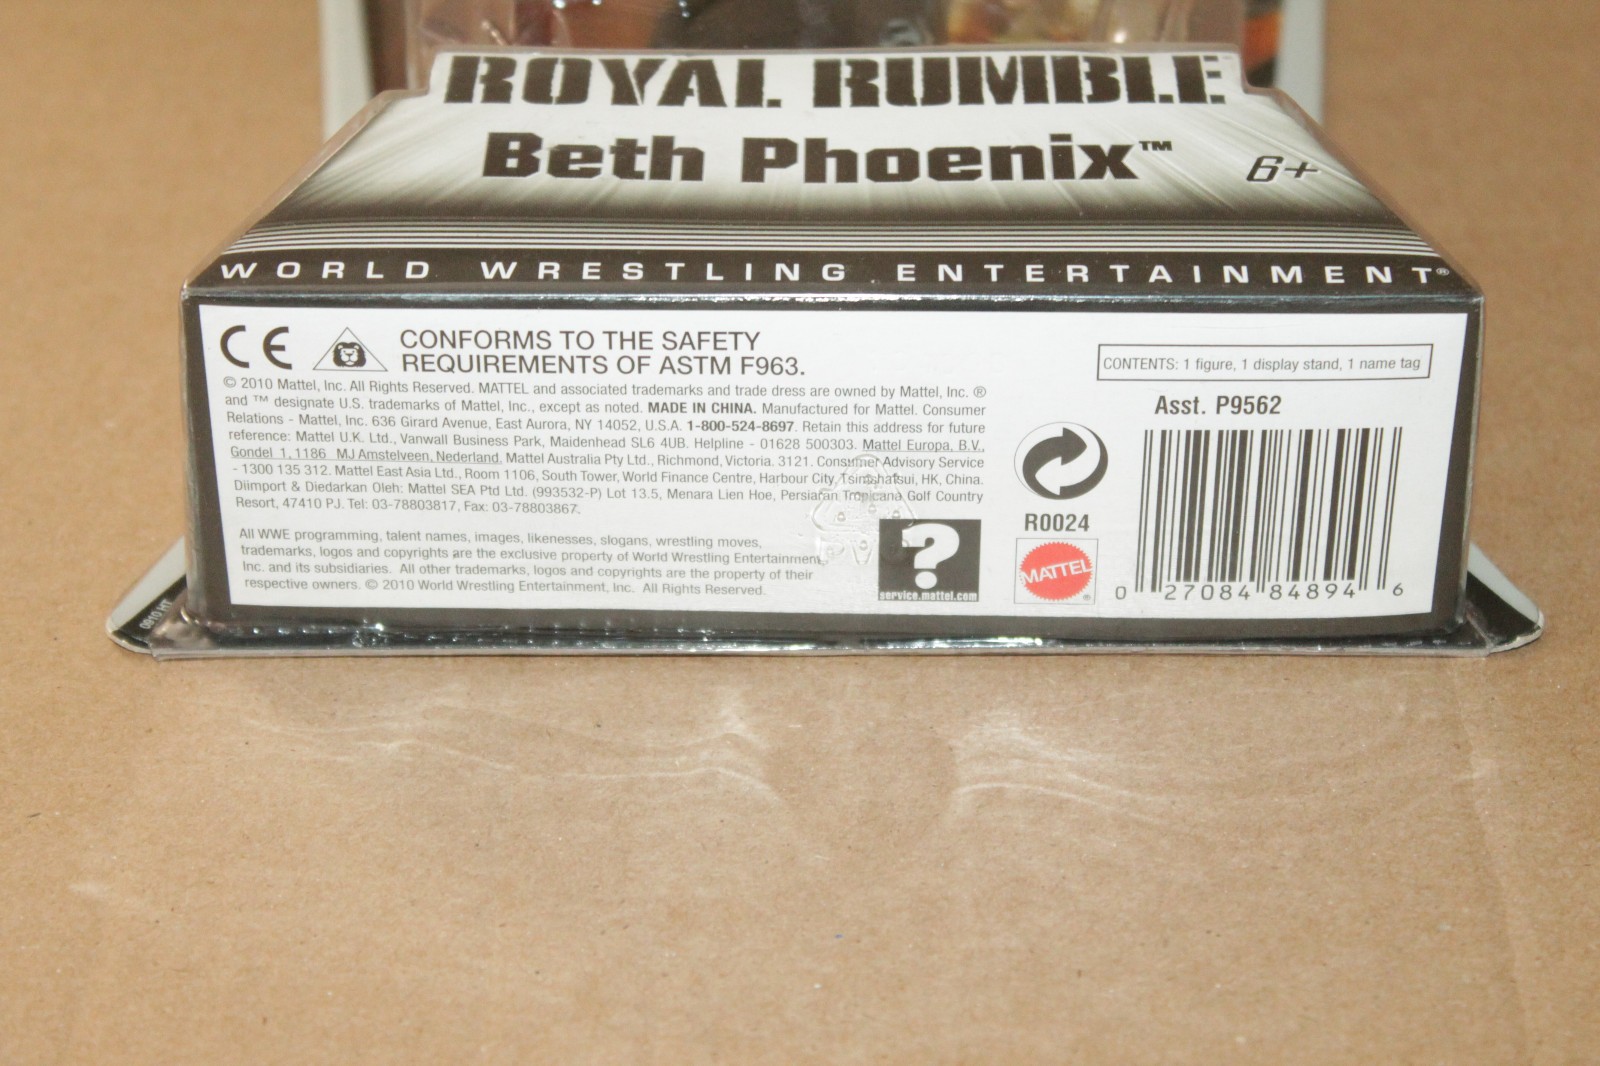 ROYAL RUMBLE
Beth Phoenix™
6+
WORLD WRESTLING ENTERTAINMENT®
CE
CONFORMS TO THE SAFETY
REQUIREMENTS OF ASTM F963.
© 2010 Mattel, Inc. All Rights Reserved. MATTEL and associated trademarks and trade dress are owned by Mattel, Inc. ®
and ™ designate U.S. trademarks of Mattel, Inc., except as noted. MADE IN CHINA. Manufactured for Mattel. Consumer
Relations - Mattel, Inc. 636 Girard Avenue, East Aurora, NY 14052, U.S.A. 1-800-524-8697. Retain this address for future
reference: Mattel U.K. Ltd., Vanwall Business Park, Maidenhead SL6 4UB. Helpline - 01628 500303. Mattel Europa, B.V.,
Gondel 1, 1186 MJ Amstelveen, Nederland. Mattel Australia Pty Ltd., Richmond, Victoria. 3121. Consumer Advisory Service
- 1300 135 312. Mattel East Asia Ltd., Room 1106, South Tower, World Finance Centre, Harbour City, Tsimshatsui, HK, China.
Diimport & Diedarkan Oleh: Mattel SEA Ptd Ltd. (993532-P) Lot 13.5, Menara Lien Hoe, Persiaran Tropicana Golf Country
Resort, 47410 PJ. Tel: 03-78803817, Fax: 03-78803867.
All WWE programming, talent names, images, likenesses, slogans, wrestling moves,
trademarks, logos and copyrights are the exclusive property of World Wrestling Entertainment,
Inc. and its subsidiaries. All other trademarks, logos and copyrights are the property of their
respective owners. © 2010 World Wrestling Entertainment, Inc. All Rights Reserved.
?
service.mattel.com
CONTENTS: 1 figure, 1 display stand, 1 name tag
Asst. P9562
R0024
MATTEL®
0 27084 84894 6
0910 HT